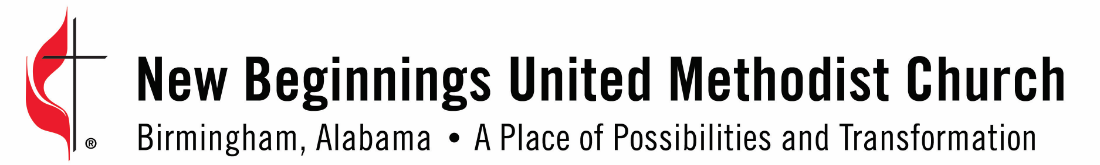 New Beginnings United Methodist Church
® Birmingham, Alabama • A Place of Possibilities and Transformation